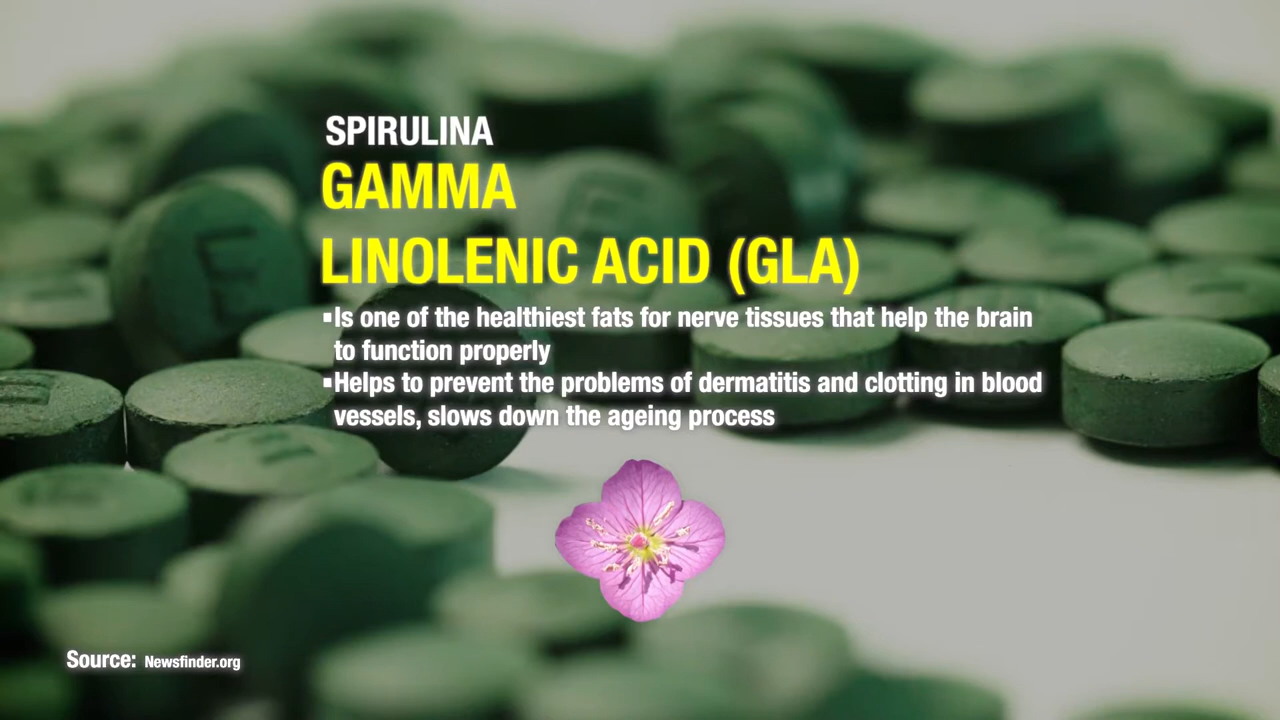 SPIRULINA
GAMMA
LINOLENIC ACID (GLA)
▪Is one of the healthiest fats for nerve tissues that help the brain
to function properly
▪Helps to prevent the problems of dermatitis and clotting in blood
vessels, slows down the ageing process
E
E
Source: Newsfinder.org